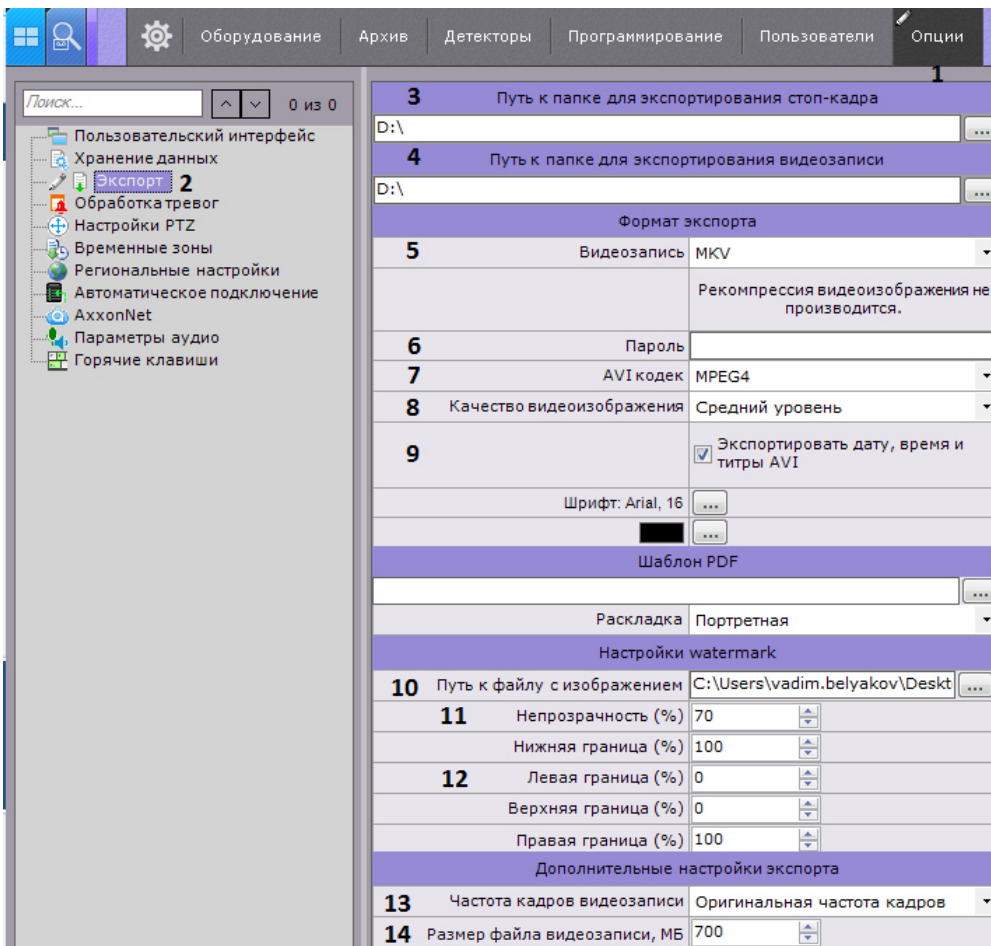 Оборудование Архив Детекторы Программирование Пользователи Опции
1
Поиск... 0 из 0
Пользовательский интерфейс
Хранение данных
Экспорт 2
Обработка тревог
Настройки PTZ
Временные зоны
Региональные настройки
Автоматическое подключение
AxxonNet
Параметры аудио
Горячие клавиши
3 Путь к папке для экспортирования стоп-кадра
D:\ ...
4 Путь к папке для экспортирования видеозаписи
D:\ ...
Формат экспорта
5 Видеозапись MKV
Рекомпрессия видеоизображения не
производится.
6 Пароль
7 AVI кодек MPEG4
8 Качество видеоизображения Средний уровень
9 Экспортировать дату, время и
титры AVI
Шрифт: Arial, 16 ...
...
Шаблон PDF
...
Раскладка Портретная
Настройки watermark
10 Путь к файлу с изображением C:\Users\vadim.belyakov\Deskt ...
11 Непрозрачность (%) 70
Нижняя граница (%) 100
12 Левая граница (%) 0
Верхняя граница (%) 0
Правая граница (%) 100
Дополнительные настройки экспорта
13 Частота кадров видеозаписи Оригинальная частота кадров
14 Размер файла видеозаписи, МБ 700